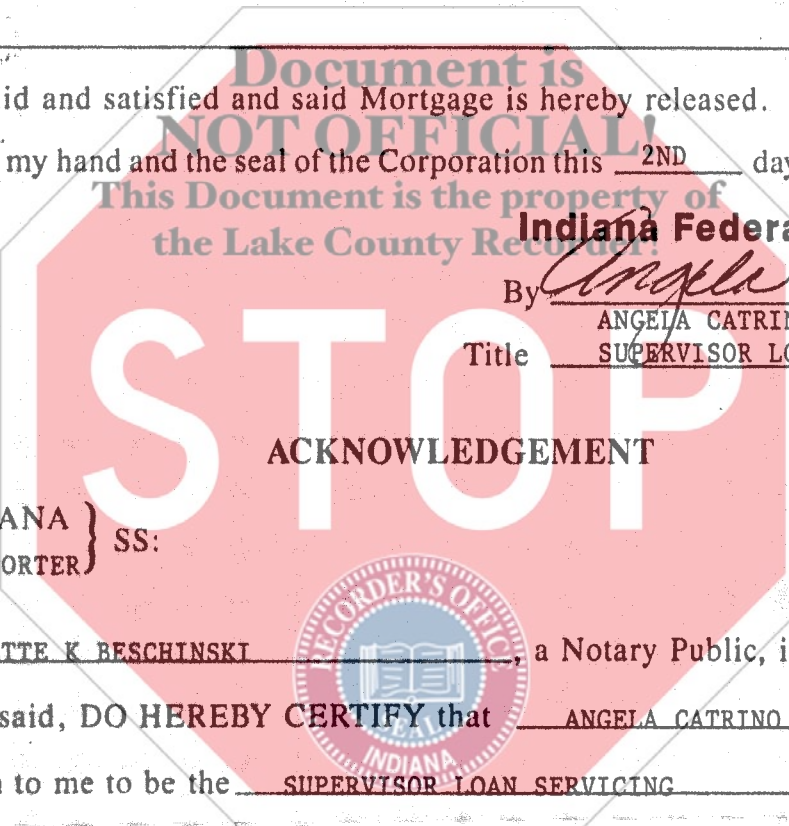 Document is
id and satisfied and said Mortgage is hereby released.
NOT OFFICIAL!
my hand and the seal of the Corporation this 2ND day
This Document is the property of
Indiana Federa
the Lake County Recorder!
By Angela
ANGELA CATRIN
Title SUPERVISOR LO
STOP
ACKNOWLEDGEMENT
ANA
SS:
ORTER
RECORDER'S OFFICE
TTE K BESCHINSKI, a Notary Public, i
said, DO HEREBY CERTIFY that ANGELA CATRINO
SEAL
INDIANA
to me to be the SUPERVISOR LOAN SERVICING